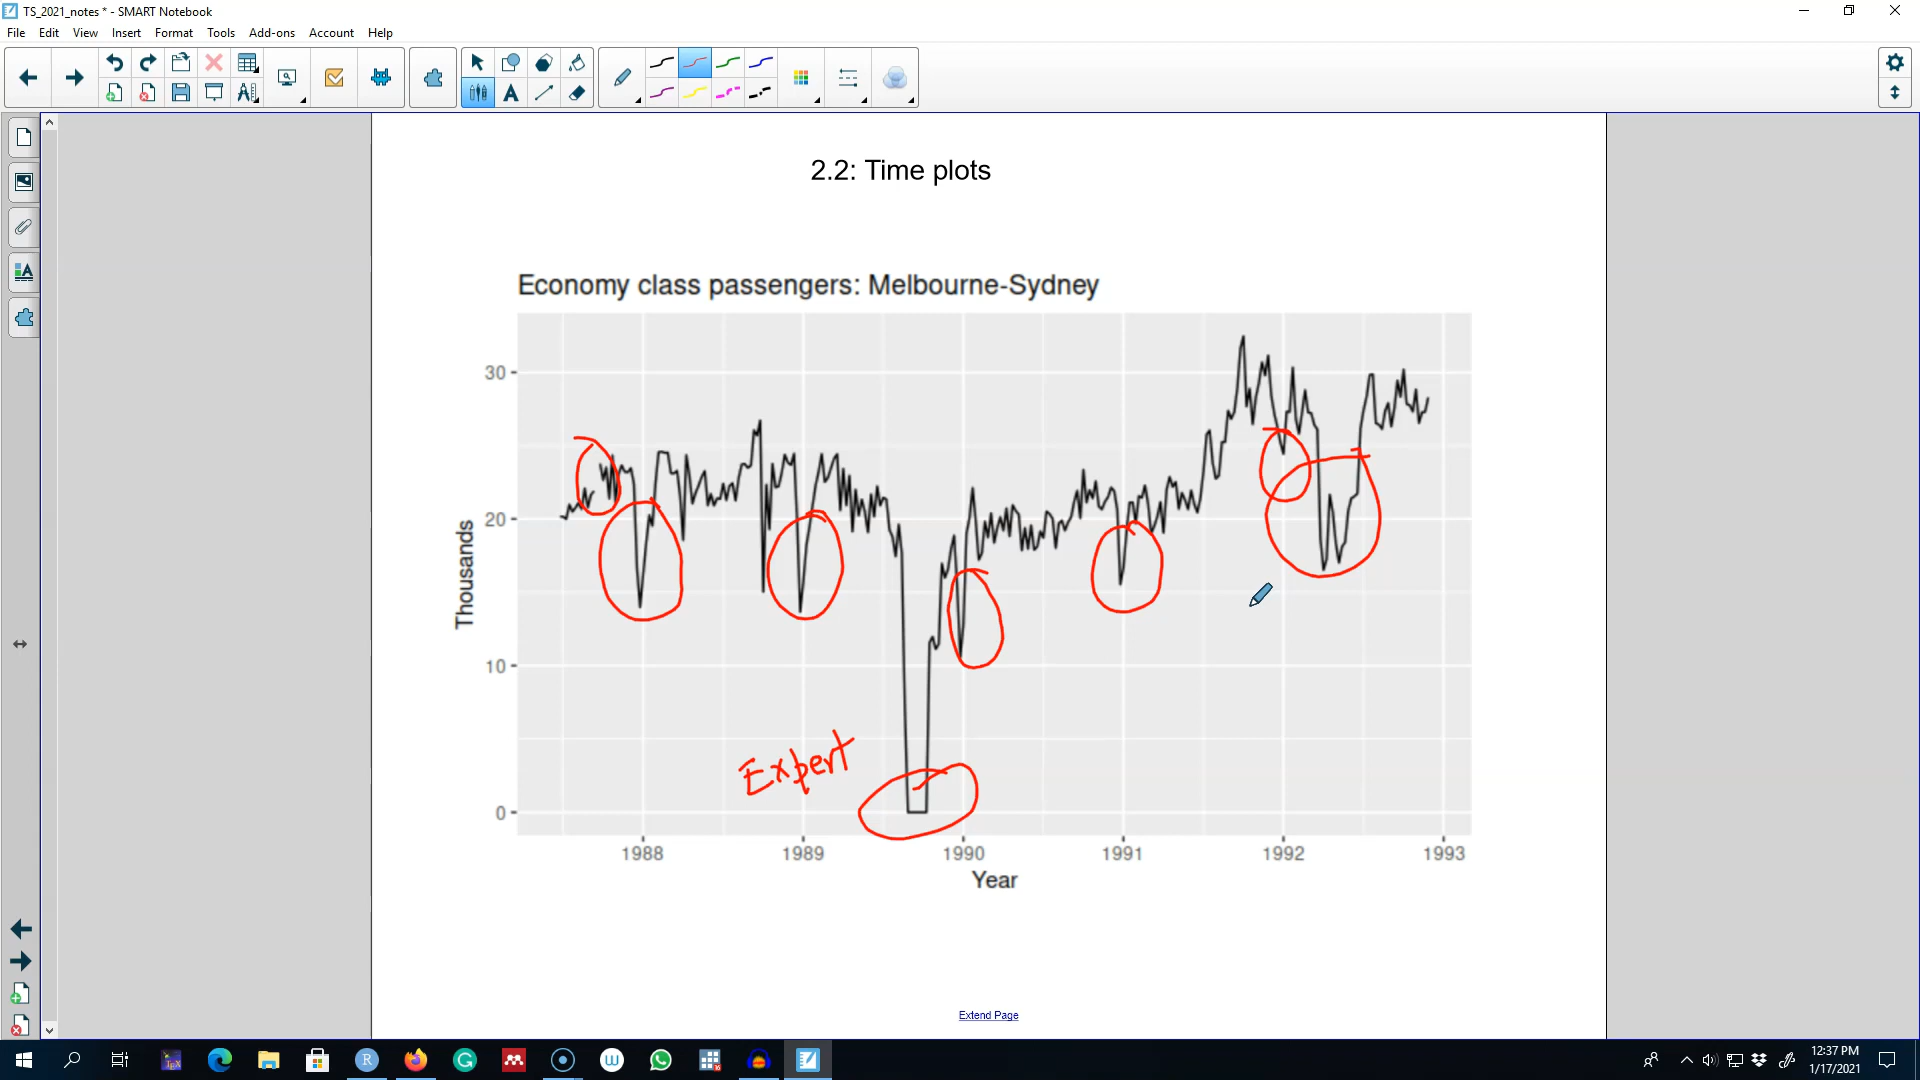 TS_2021_notes * - SMART Notebook
File Edit View Insert Format Tools Add-ons Account Help
2.2: Time plots
Economy class passengers: Melbourne-Sydney
30
20
10
0
Thousands
Expert
1988 1989 1990 1991 1992 1993
Year
Extend Page
12:37 PM
1/17/2021